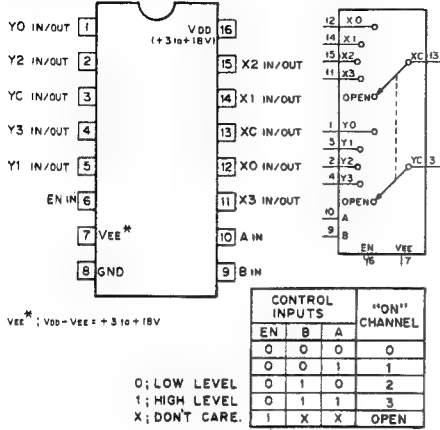 Y0 IN/OUT 1
Y2 IN/OUT 2
YC IN/OUT 3
Y3 IN/OUT 4
Y1 IN/OUT 5
EN IN 6
7 VEE*
8 GND
VDD 16
(+3 to +18V)
15 X2 IN/OUT
14 X1 IN/OUT
13 XC IN/OUT
12 X0 IN/OUT
11 X3 IN/OUT
10 A IN
9 B IN
12 X0
14 X1
15 X2
11 X3
XC 13
OPEN
1 Y0
5 Y1
2 Y2
4 Y3
YC 3
OPEN
10 A
9 B
EN VEE
6 7
VEE* ; VDD-VEE = +3 to +18V
0; LOW LEVEL
1; HIGH LEVEL
X; DON'T CARE.
CONTROL INPUTS "ON" CHANNEL
EN B A
0 0 0 0
0 0 1 1
0 1 0 2
0 1 1 3
1 X X OPEN